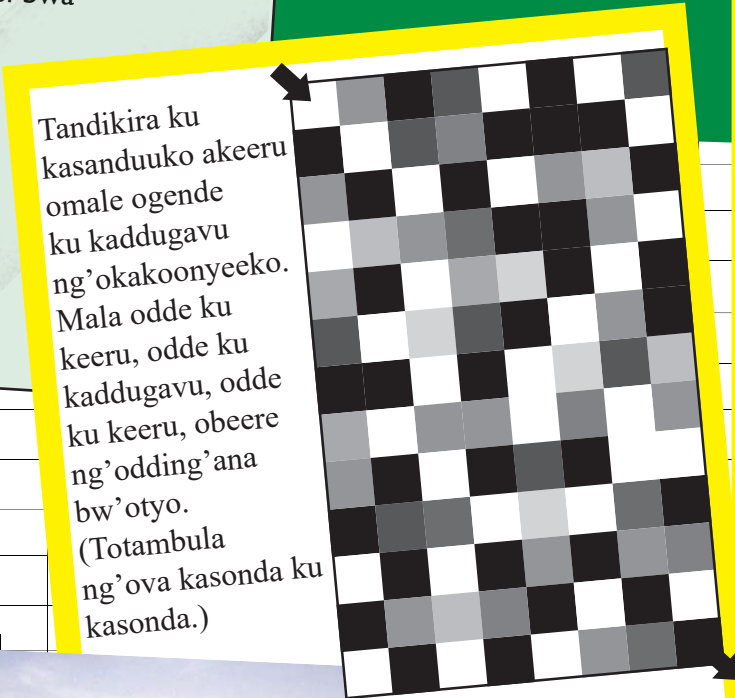 Tandikira ku
kasanduuko akeeru
omale ogende
ku kaddugavu
ng’okakoonyeeko.
Mala odde ku
keeru, odde ku
kaddugavu, odde
ku keeru, obeere
ng’odding’ana
bw’otyo.
(Totambula
ng’ova kasonda ku
kasonda.)